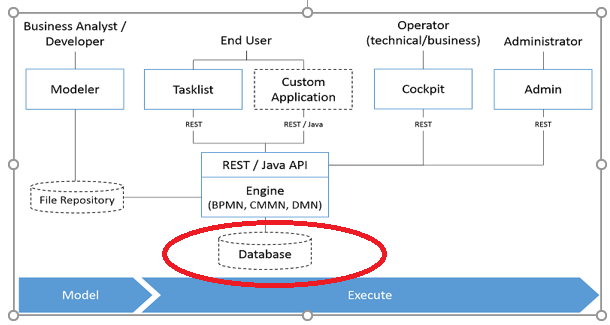 Business Analyst /
Developer
End User
Operator
(technical/business)
Administrator
Modeler
Tasklist
Custom
Application
Cockpit
Admin
REST
REST / Java
REST
REST
REST / Java API
Engine
(BPMN, CMMN, DMN)
File Repository
Database
Model
Execute